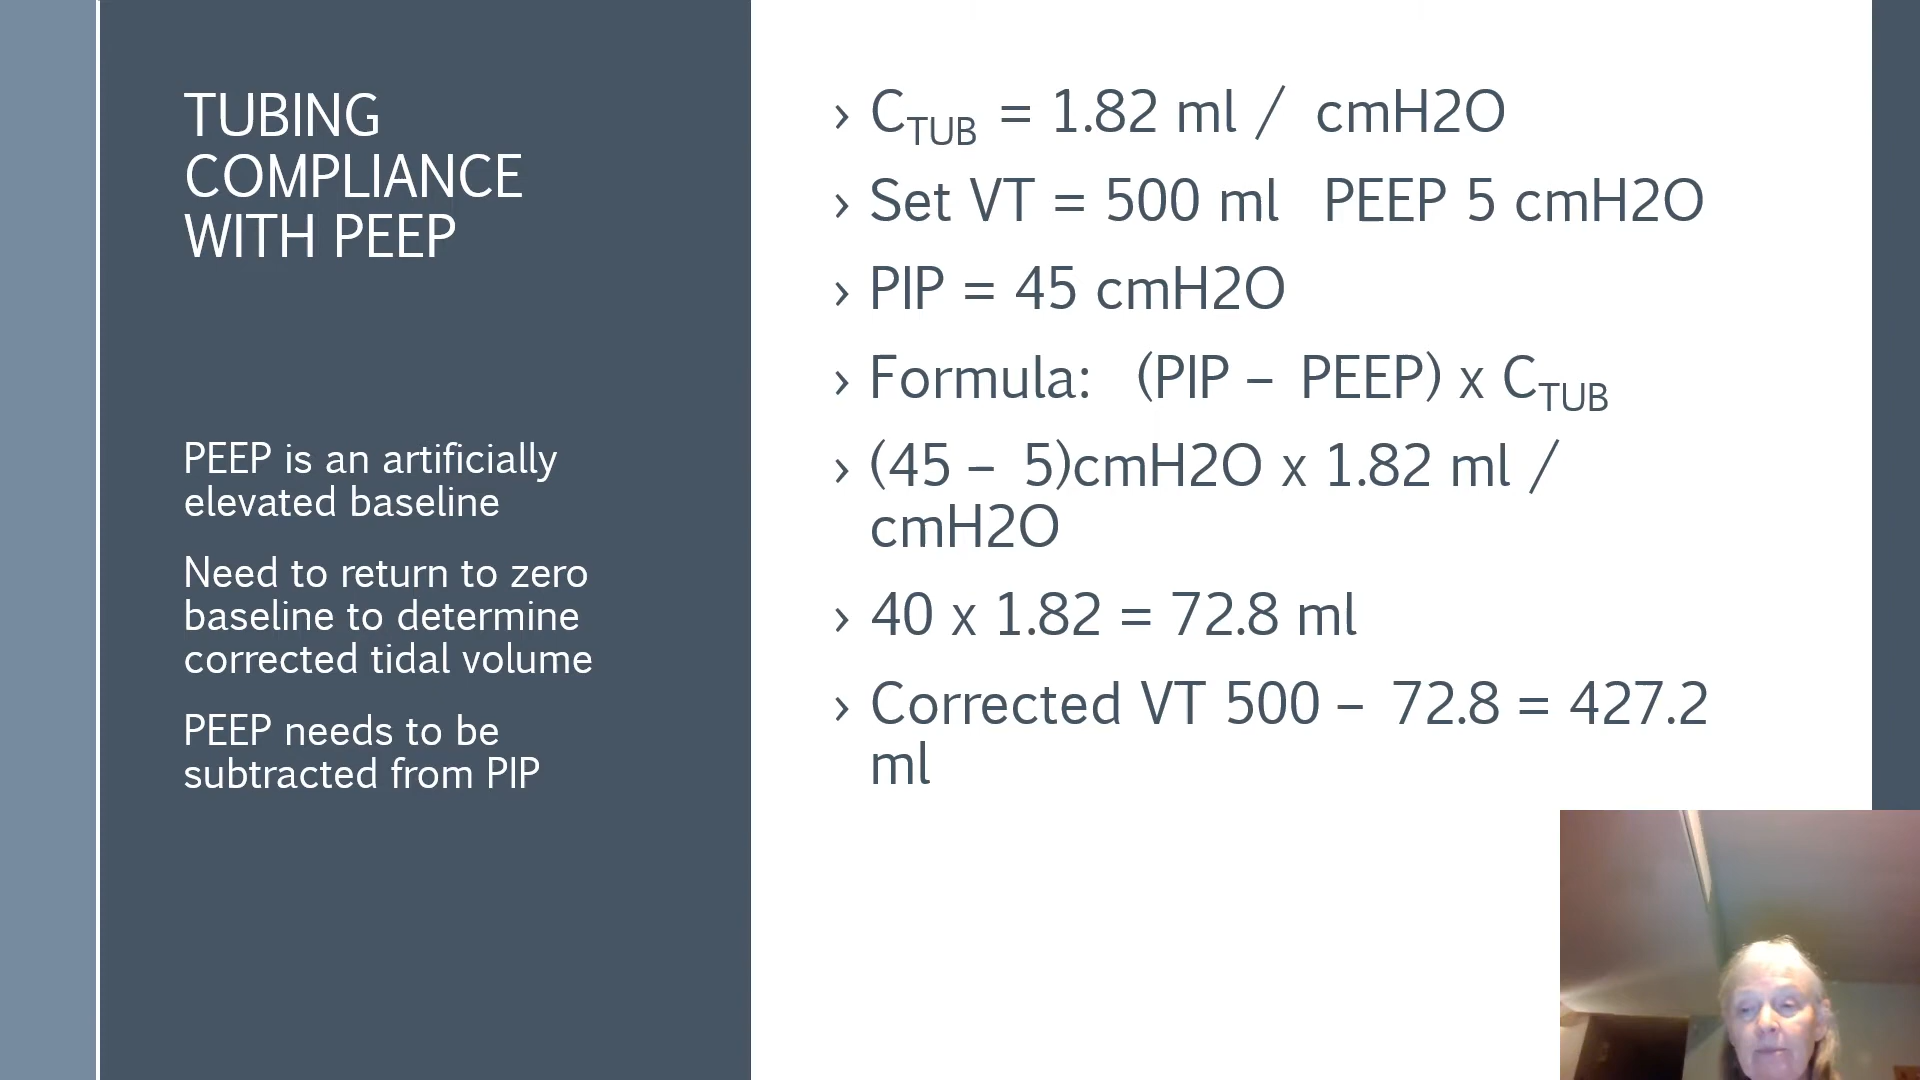 TUBING
COMPLIANCE
WITH PEEP
PEEP is an artificially
elevated baseline
Need to return to zero
baseline to determine
corrected tidal volume
PEEP needs to be
subtracted from PIP
› C_TUB = 1.82 ml / cmH2O
› Set VT = 500 ml PEEP 5 cmH2O
› PIP = 45 cmH2O
› Formula: (PIP – PEEP) x C_TUB
› (45 – 5)cmH2O x 1.82 ml /
cmH2O
› 40 x 1.82 = 72.8 ml
› Corrected VT 500 – 72.8 = 427.2
ml